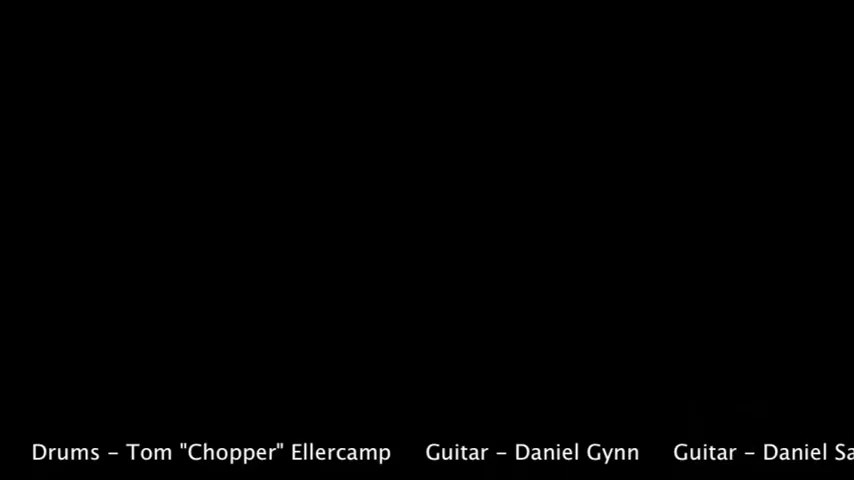 Drums – Tom "Chopper" Ellercamp Guitar – Daniel Gynn Guitar – Daniel